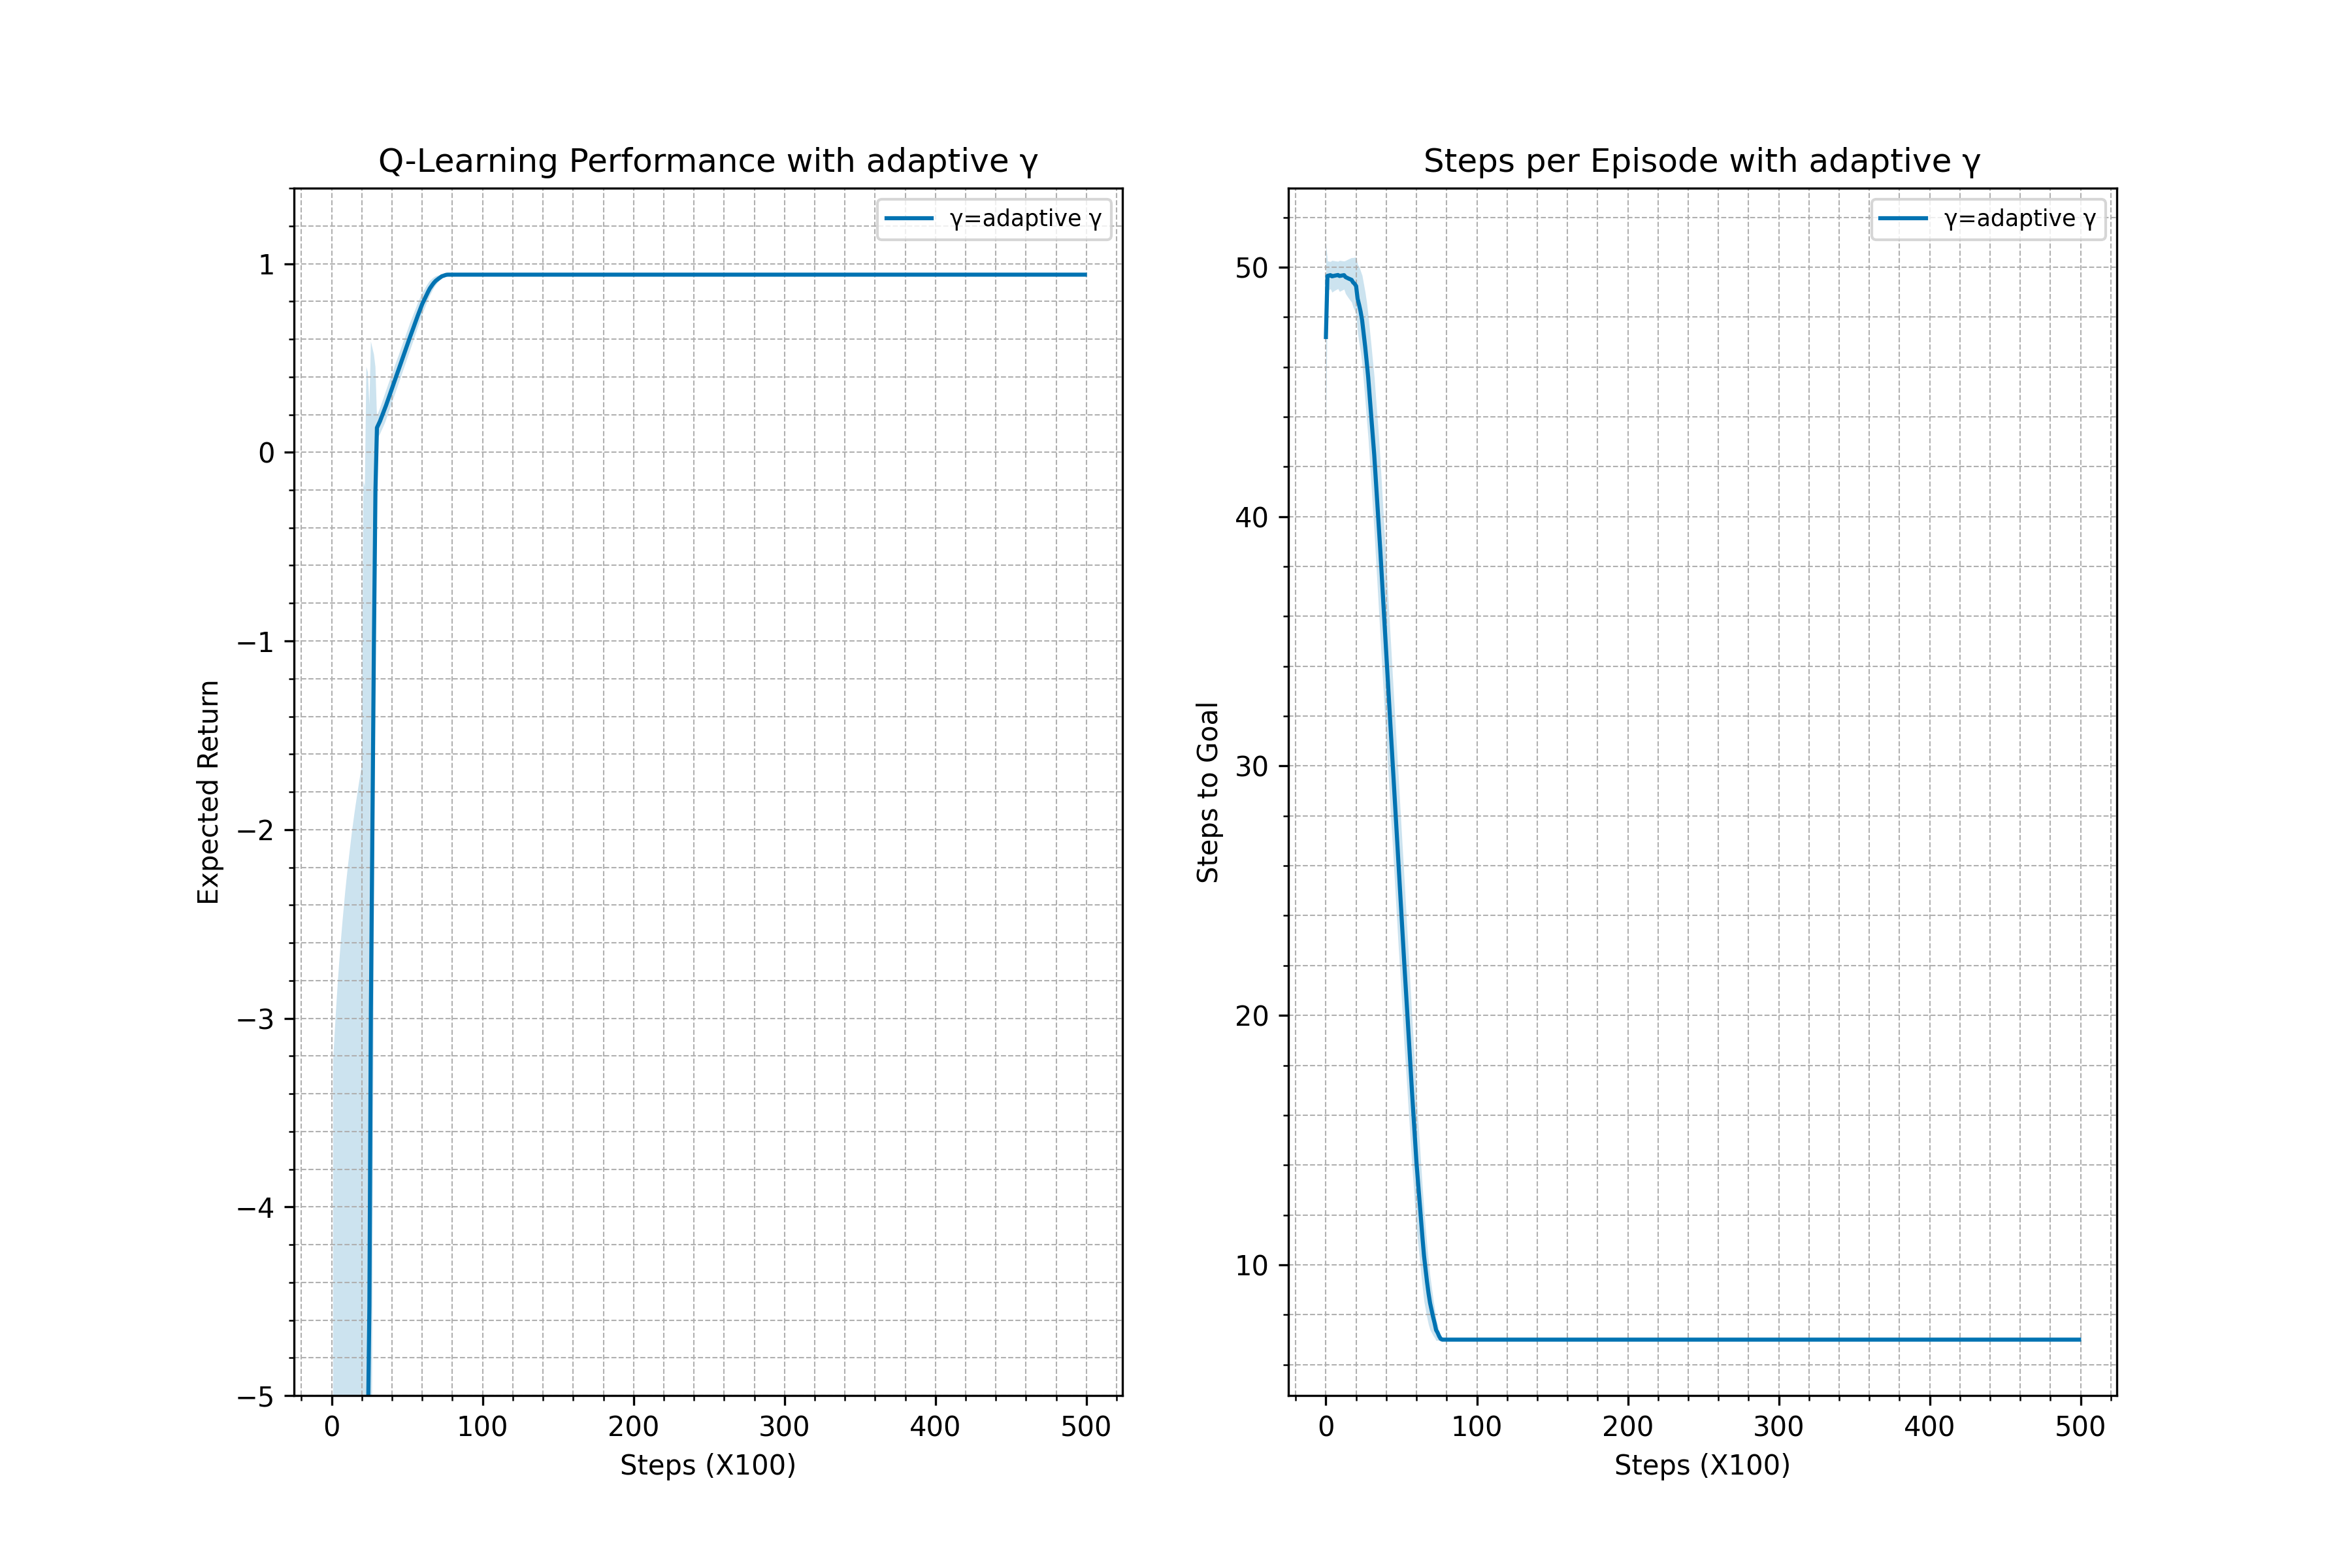 Q-Learning Performance with adaptive γ
γ=adaptive γ
1
0
−1
−2
−3
−4
−5
Expected Return
0 100 200 300 400 500
Steps (X100)
Steps per Episode with adaptive γ
γ=adaptive γ
50
40
30
20
10
Steps to Goal
0 100 200 300 400 500
Steps (X100)